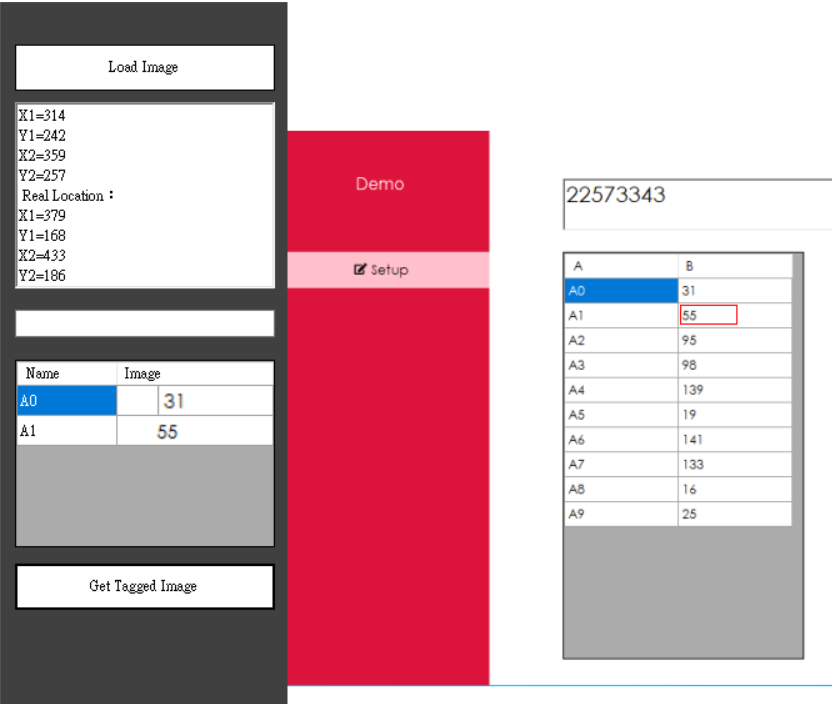 Load Image
X1=314
Y1=242
X2=359
Y2=257
Real Location：
X1=379
Y1=168
X2=433
Y2=186
Name Image
A0 31
A1 55
Get Tagged Image
Demo
Setup
22573343
A B
A0 31
A1 55
A2 95
A3 98
A4 139
A5 19
A6 141
A7 133
A8 16
A9 25